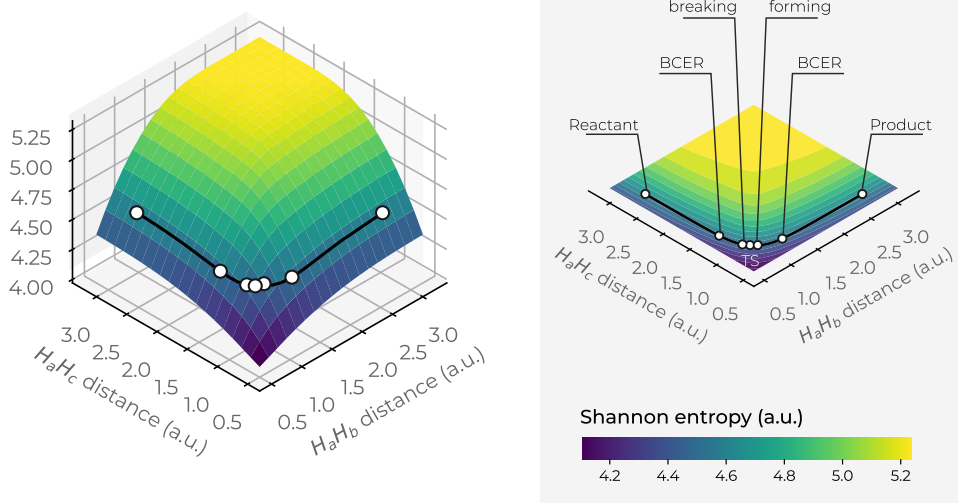 5.25
5.00
4.75
4.50
4.25
4.00
3.0
2.5
2.0
1.5
1.0
0.5
HaHc distance (a.u.)
0.5
1.0
1.5
2.0
2.5
3.0
HaHb distance (a.u.)
breaking
forming
BCER
BCER
Reactant
Product
TS
3.0
2.5
2.0
1.5
1.0
0.5
HaHc distance (a.u.)
0.5
1.0
1.5
2.0
2.5
3.0
HaHb distance (a.u.)
Shannon entropy (a.u.)
4.2 4.4 4.6 4.8 5.0 5.2